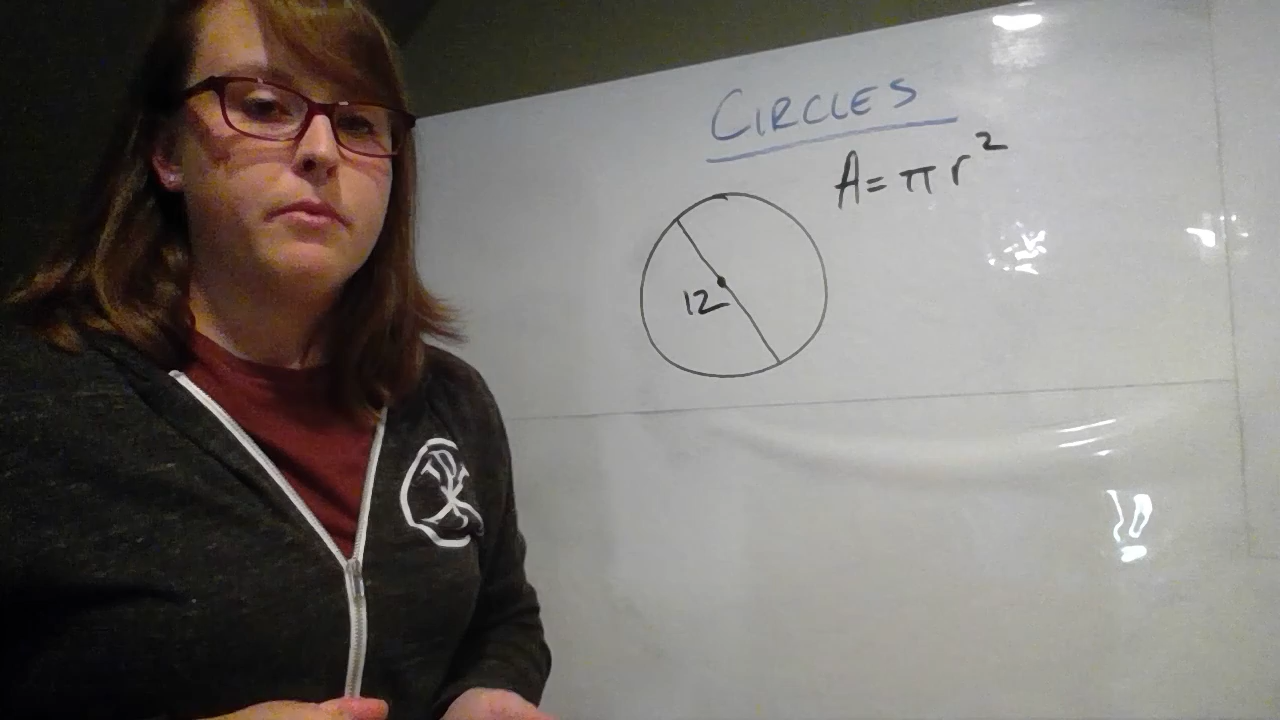 CIRCLES
A = πr²
12